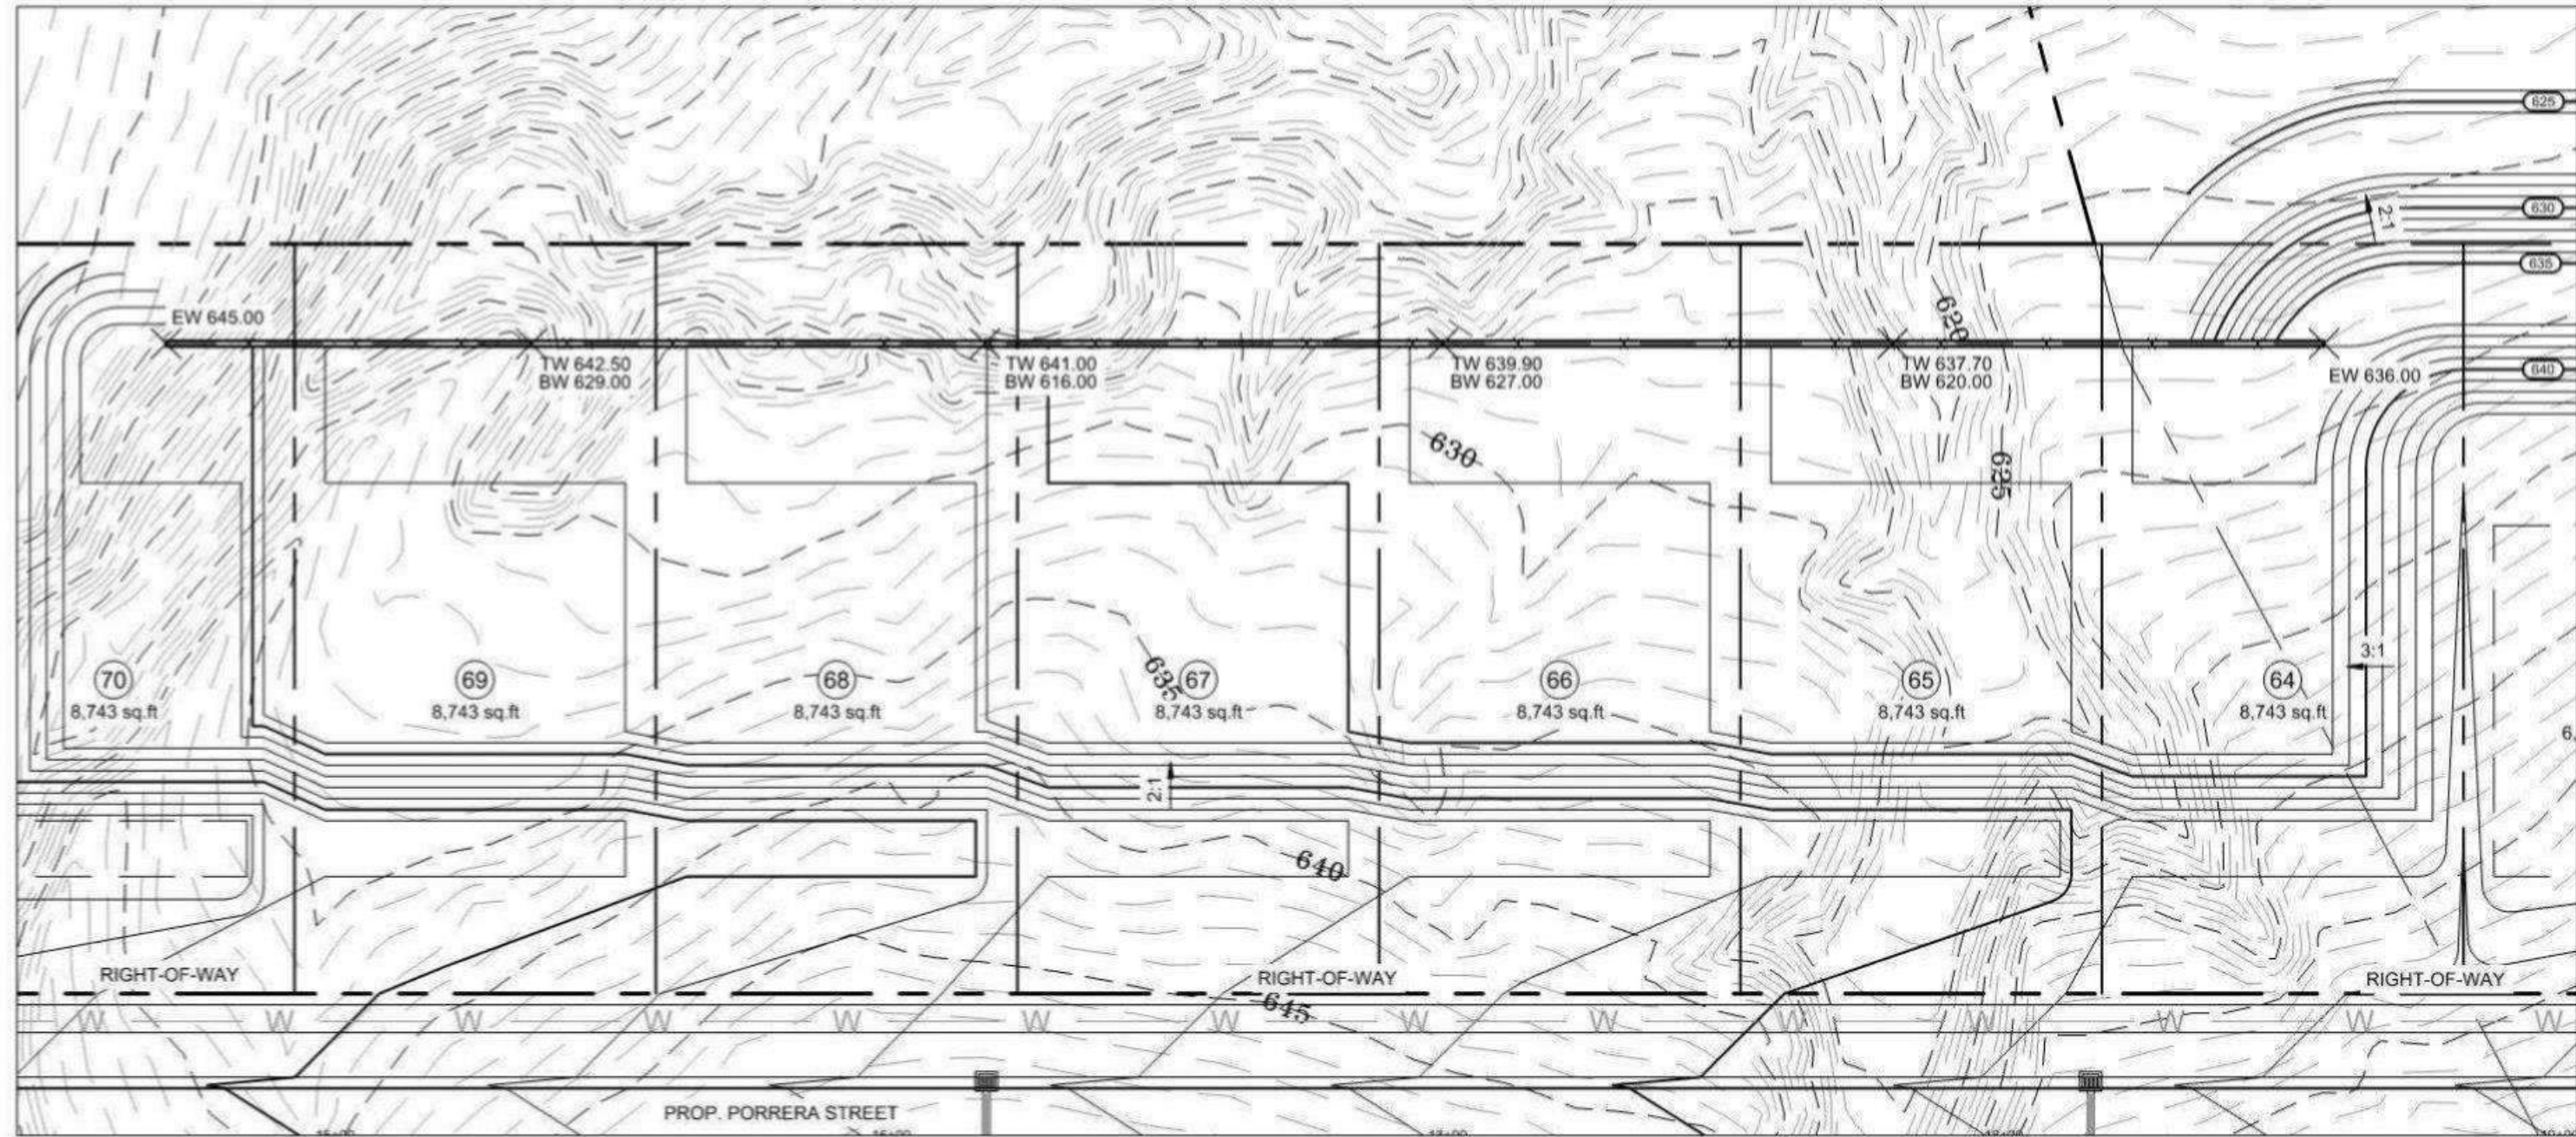 625
2:1
630
635
EW 645.00
620
TW 642.50
BW 629.00
TW 641.00
BW 616.00
TW 639.90
BW 627.00
TW 637.70
BW 620.00
EW 636.00
640
630
625
635
3:1
70
8,743 sq.ft
69
8,743 sq.ft
68
8,743 sq.ft
67
8,743 sq.ft
66
8,743 sq.ft
65
8,743 sq.ft
64
8,743 sq.ft
6,
2:1
640
RIGHT-OF-WAY
RIGHT-OF-WAY
RIGHT-OF-WAY
645
W W W W W W W W W W W W W W
PROP. PORRERA STREET